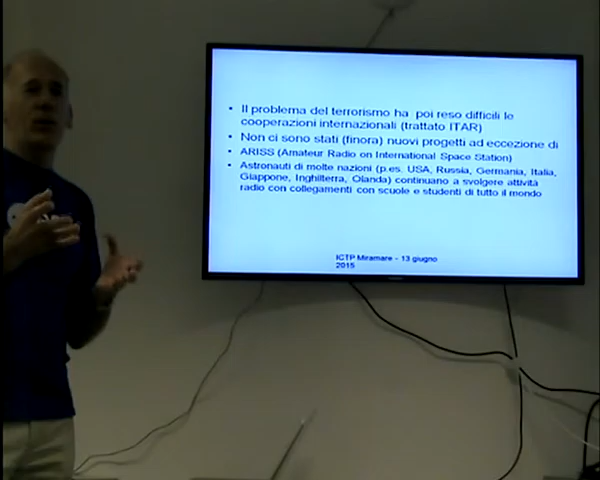 • Il problema del terrorismo ha poi reso difficili le
cooperazioni internazionali (trattato ITAR)
• Non ci sono stati (finora) nuovi progetti ad eccezione di
• ARISS (Amateur Radio on International Space Station)
• Astronauti di molte nazioni (p.es. USA, Russia, Germania, Italia,
Giappone, Inghilterra, Olanda) continuano a svolgere attività
radio con collegamenti con scuole e studenti di tutto il mondo
ICTP Miramare - 13 giugno
2015